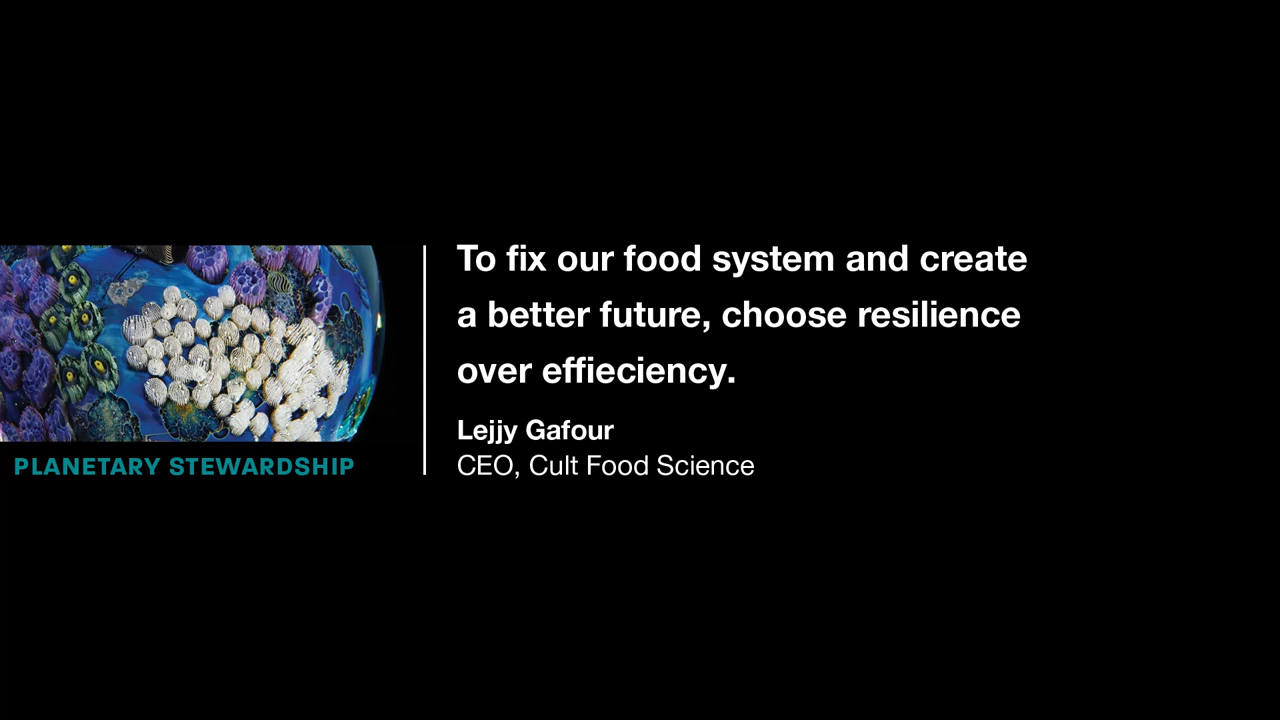 To fix our food system and create
a better future, choose resilience
over effieciency.
Lejjy Gafour
CEO, Cult Food Science
PLANETARY STEWARDSHIP